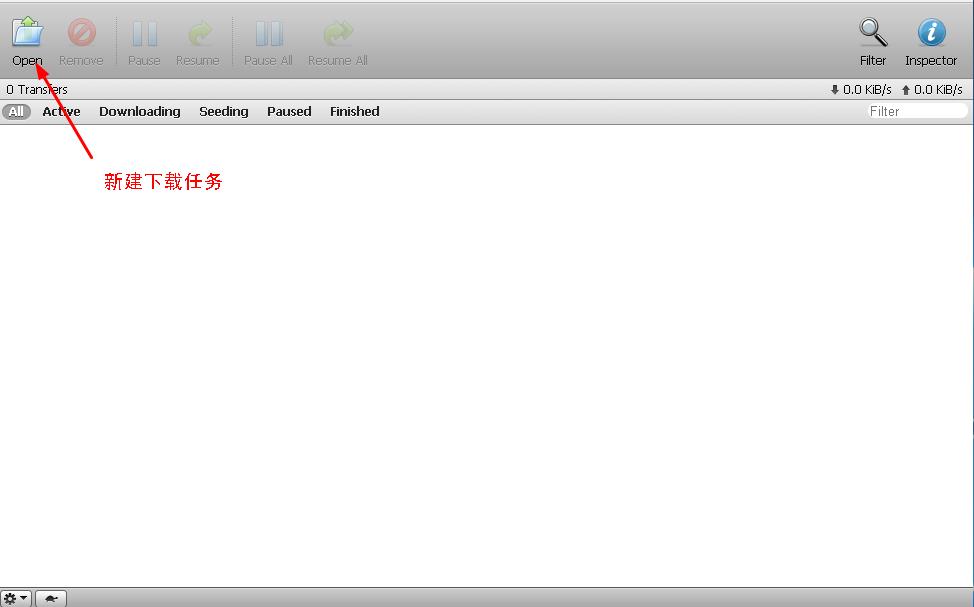 Open Remove Pause Resume Pause All Resume All Filter Inspector
0 Transfers 0.0 KiB/s 0.0 KiB/s
All Active Downloading Seeding Paused Finished Filter
新建下载任务